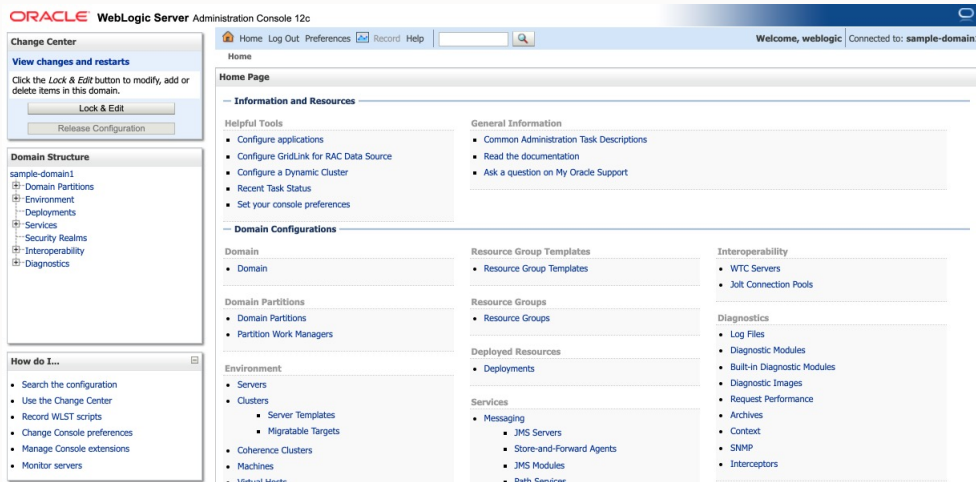 ORACLE WebLogic Server Administration Console 12c
Change Center
View changes and restarts
Click the Lock & Edit button to modify, add or
delete items in this domain.
Lock & Edit
Release Configuration
Domain Structure
sample-domain1
Domain Partitions
Environment
Deployments
Services
Security Realms
Interoperability
Diagnostics
How do I...
Search the configuration
Use the Change Center
Record WLST scripts
Change Console preferences
Manage Console extensions
Monitor servers
Home Log Out Preferences Record Help
Welcome, weblogic Connected to: sample-domain1
Home
Home Page
Information and Resources
Helpful Tools
Configure applications
Configure GridLink for RAC Data Source
Configure a Dynamic Cluster
Recent Task Status
Set your console preferences
General Information
Common Administration Task Descriptions
Read the documentation
Ask a question on My Oracle Support
Domain Configurations
Domain
Domain
Domain Partitions
Domain Partitions
Partition Work Managers
Environment
Servers
Clusters
Server Templates
Migratable Targets
Coherence Clusters
Machines
Virtual Hosts
Resource Group Templates
Resource Group Templates
Resource Groups
Resource Groups
Deployed Resources
Deployments
Services
Messaging
JMS Servers
Store-and-Forward Agents
JMS Modules
Path Services
Interoperability
WTC Servers
Jolt Connection Pools
Diagnostics
Log Files
Diagnostic Modules
Built-in Diagnostic Modules
Diagnostic Images
Request Performance
Archives
Context
SNMP
Interceptors